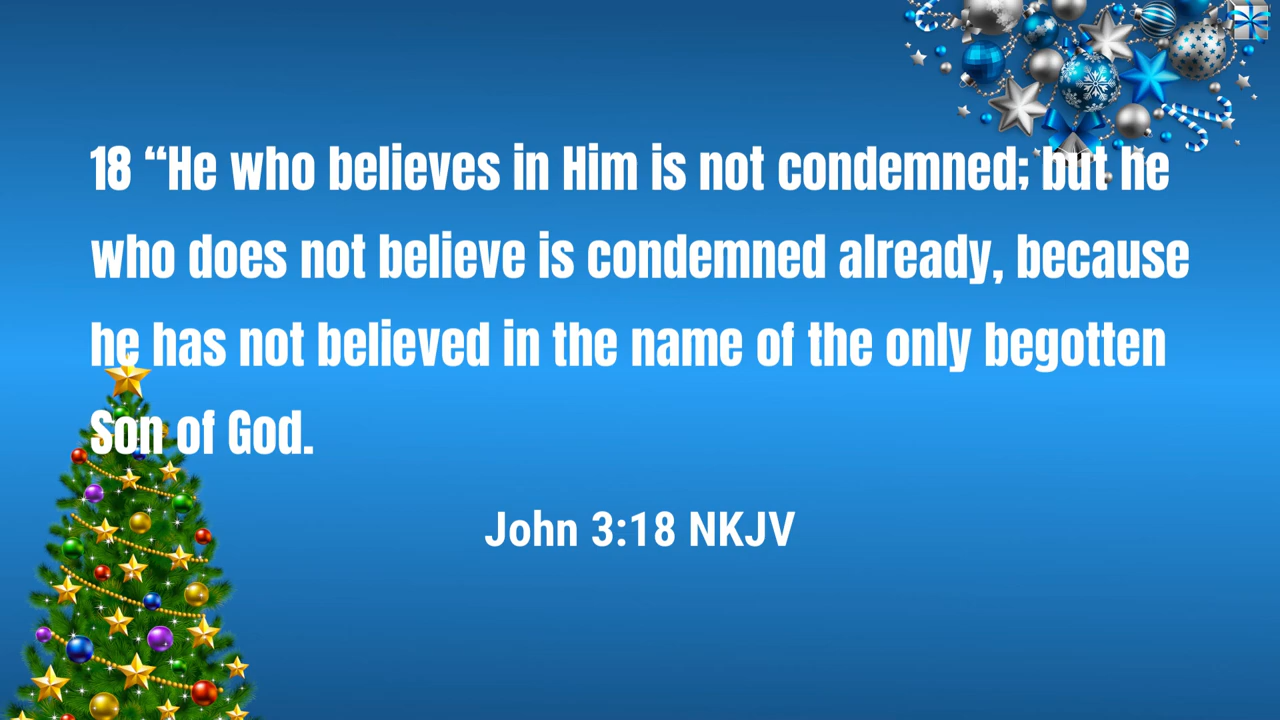 18 “He who believes in Him is not condemned; but he
who does not believe is condemned already, because
he has not believed in the name of the only begotten
Son of God.
John 3:18 NKJV